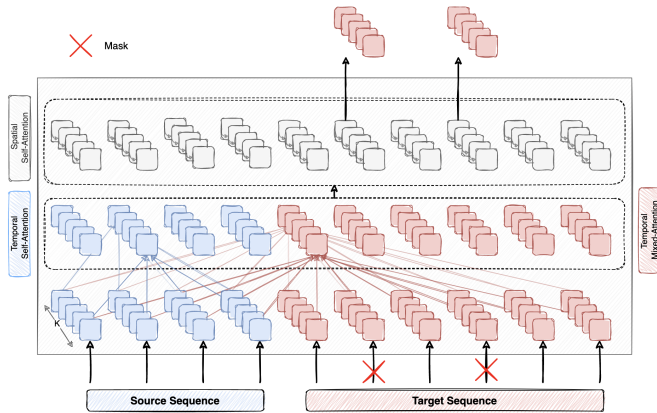 Mask
Spatial
Self-Attention
Temporal
Self-Attention
Temporal
Mixed-Attention
K
Source Sequence
Target Sequence